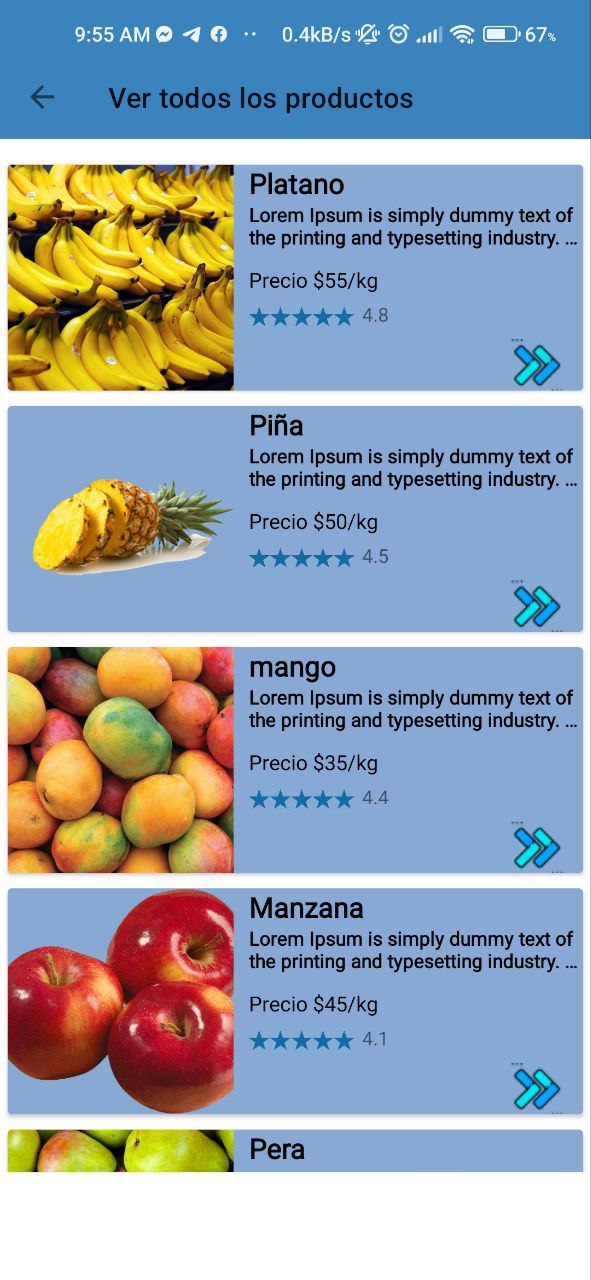 9:55 AM
0.4kB/s
67%
Ver todos los productos
Platano
Lorem Ipsum is simply dummy text of
the printing and typesetting industry. ...
Precio $55/kg
4.8
Piña
Lorem Ipsum is simply dummy text of
the printing and typesetting industry. ...
Precio $50/kg
4.5
mango
Lorem Ipsum is simply dummy text of
the printing and typesetting industry. ...
Precio $35/kg
4.4
Manzana
Lorem Ipsum is simply dummy text of
the printing and typesetting industry. ...
Precio $45/kg
4.1
Pera